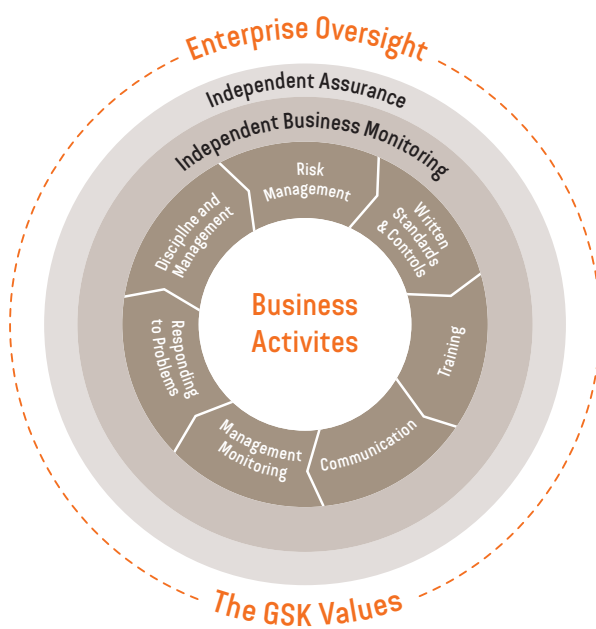 Enterprise Oversight
Independent Assurance
Independent Business Monitoring
Risk
Management
Written
Standards
& Controls
Training
Communication
Management
Monitoring
Responding
to Problems
Discipline and
Management
Business
Activites
The GSK Values